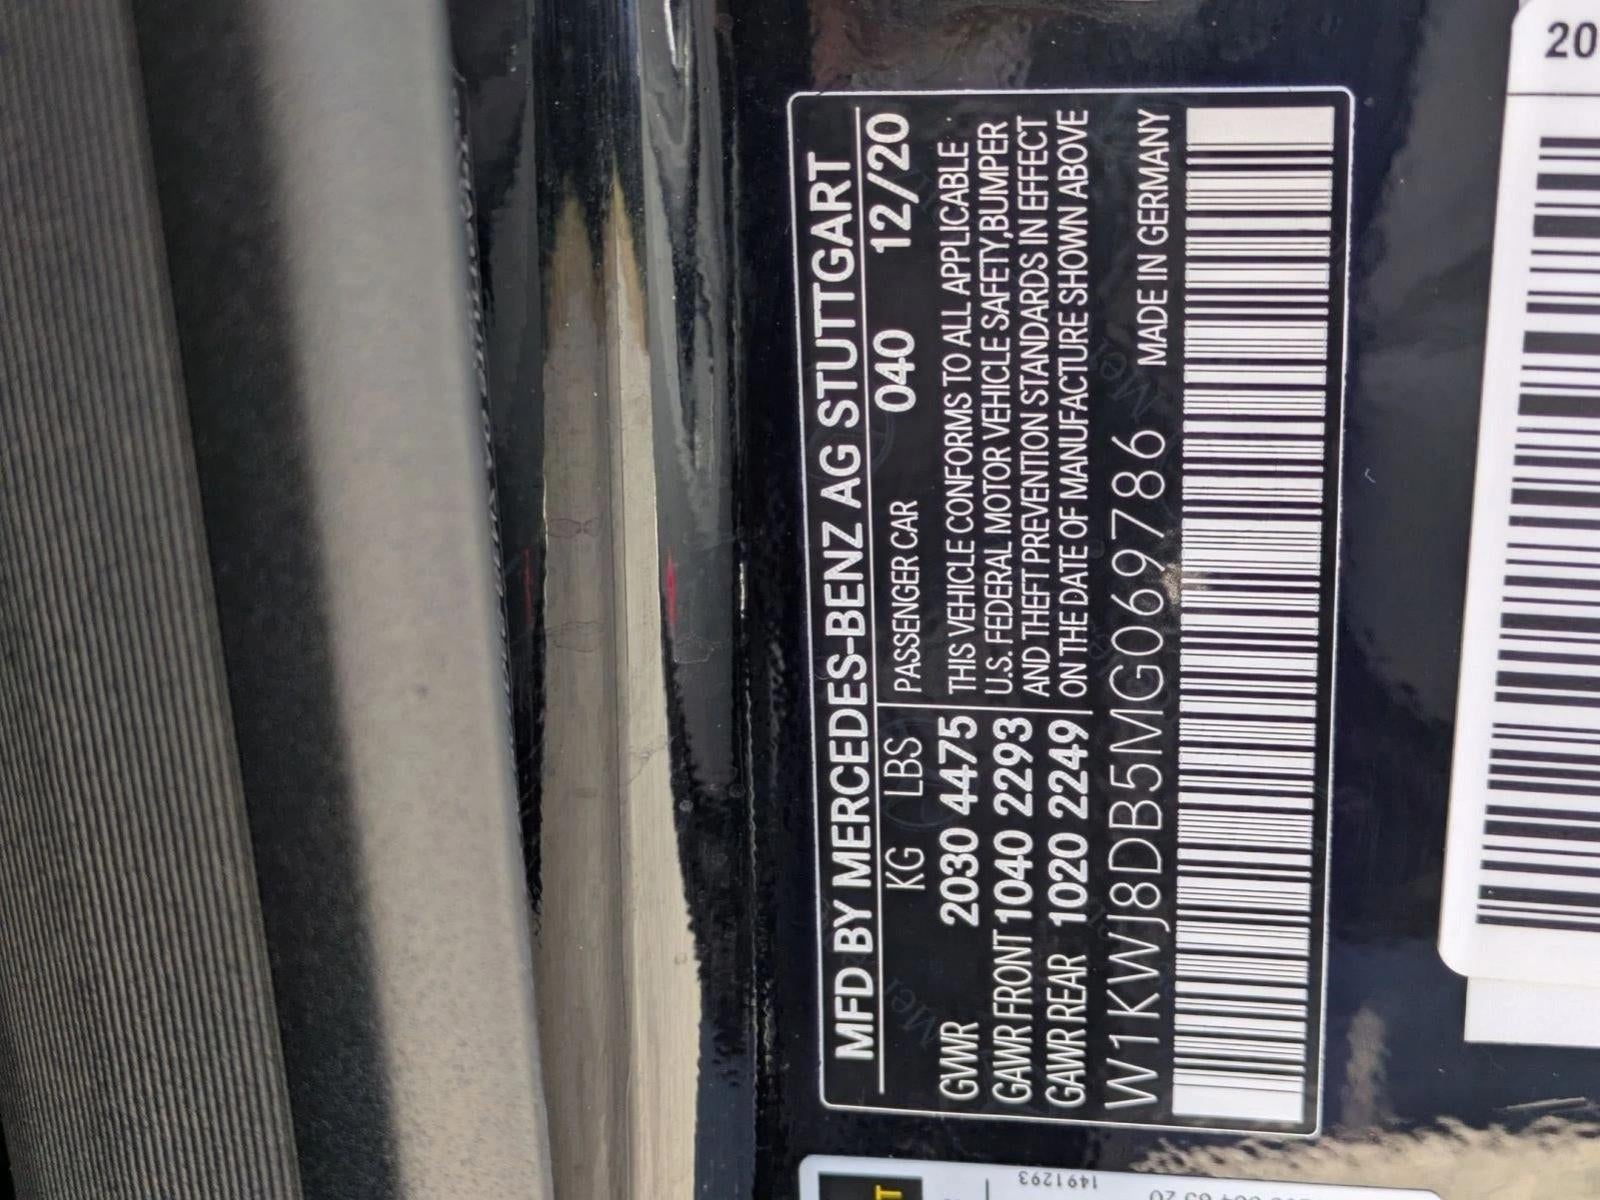 MFD BY MERCEDES-BENZ AG STUTTGART
KG LBS PASSENGER CAR 040 12/20
GVWR 2030 4475
GAWR FRONT 1040 2293
GAWR REAR 1020 2249
THIS VEHICLE CONFORMS TO ALL APPLICABLE
U.S. FEDERAL MOTOR VEHICLE SAFETY,BUMPER
AND THEFT PREVENTION STANDARDS IN EFFECT
ON THE DATE OF MANUFACTURE SHOWN ABOVE
W1KWJ8DB5MG069786 MADE IN GERMANY
20
1491293